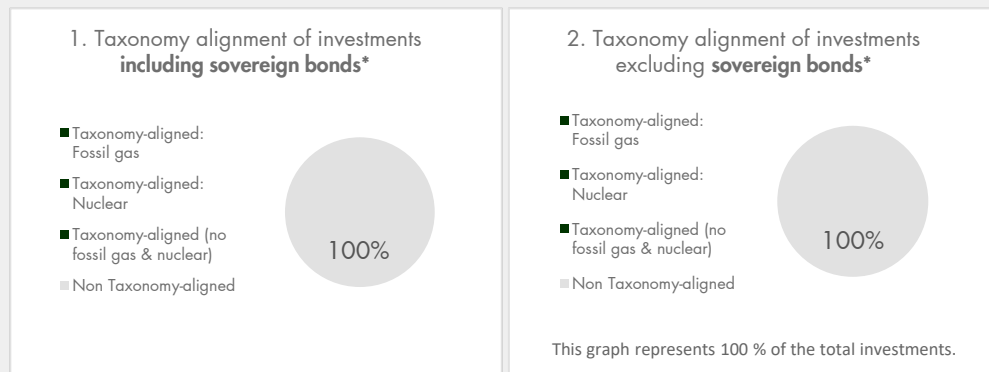 1. Taxonomy alignment of investments
including sovereign bonds*
Taxonomy-aligned:
Fossil gas
Taxonomy-aligned:
Nuclear
Taxonomy-aligned (no
fossil gas & nuclear)
Non Taxonomy-aligned
100%
2. Taxonomy alignment of investments
excluding sovereign bonds*
Taxonomy-aligned:
Fossil gas
Taxonomy-aligned:
Nuclear
Taxonomy-aligned (no
fossil gas & nuclear)
Non Taxonomy-aligned
100%
This graph represents 100 % of the total investments.